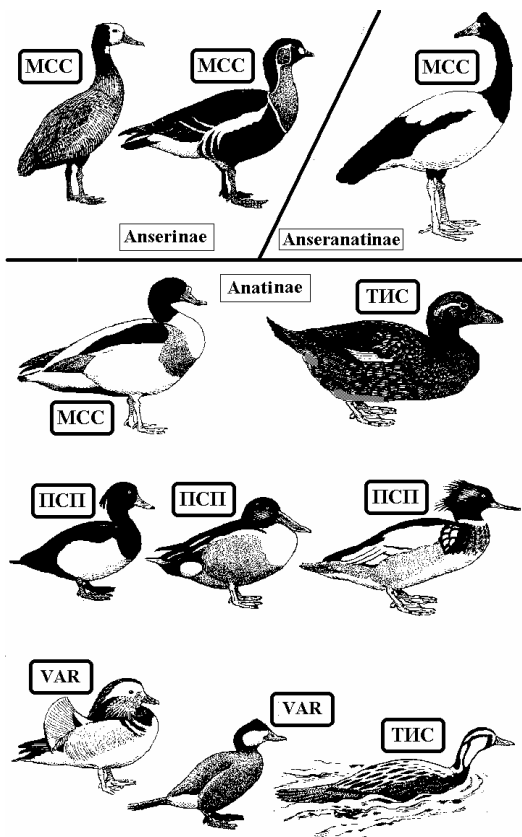 МСС
МСС
МСС
Anserinae
Anseranatinae
Anatinae
ТИС
МСС
ПСП
ПСП
ПСП
VAR
VAR
ТИС